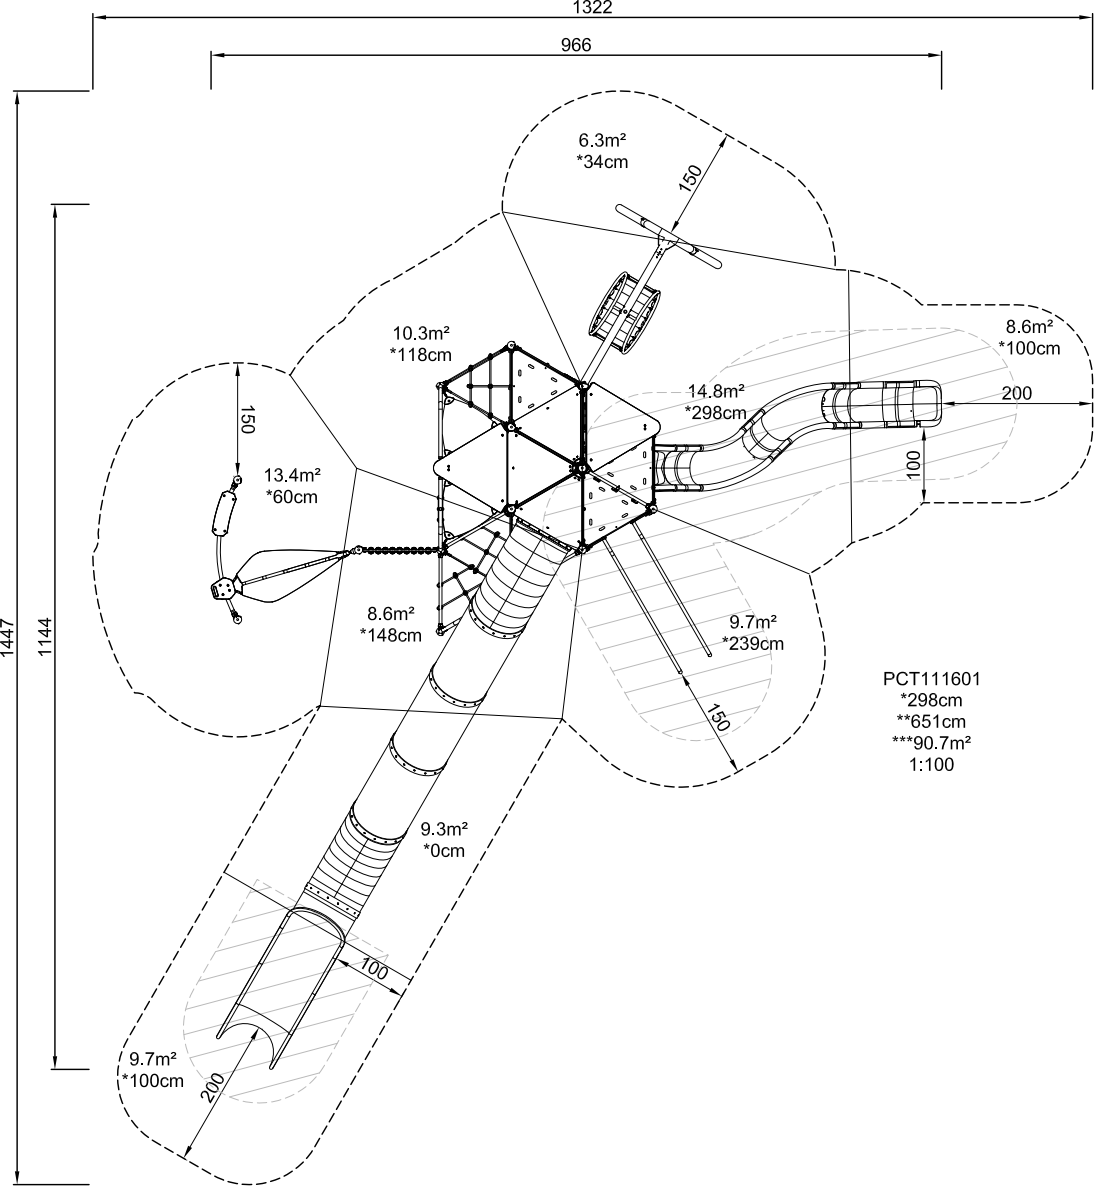 1322
966
6.3m²
*34cm
150
10.3m²
*118cm
8.6m²
*100cm
14.8m²
*298cm
200
150
100
13.4m²
*60cm
1447
1144
8.6m²
*148cm
9.7m²
*239cm
150
PCT111601
*298cm
**651cm
***90.7m²
1:100
9.3m²
*0cm
100
9.7m²
*100cm
200